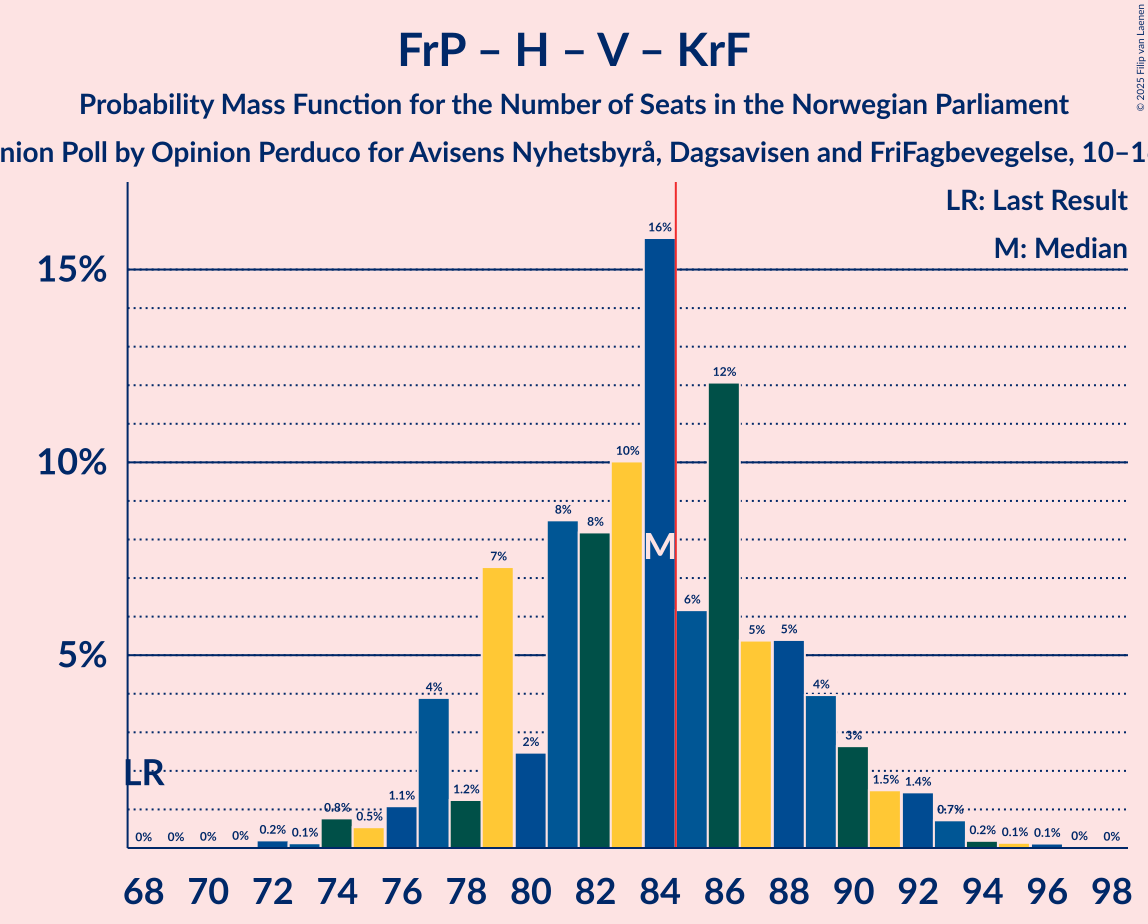 FrP – H – V – KrF
Probability Mass Function for the Number of Seats in the Norwegian Parliament
nion Poll by Opinion Perduco for Avisens Nyhetsbyrå, Dagsavisen and FriFagbevegelse, 10–1
© 2025 Filip van Laenen
LR: Last Result
M: Median
15%
10%
5%
LR
M
0% 0% 0% 0% 0.2% 0.1% 0.8% 0.5% 1.1% 4% 1.2% 7% 2% 8% 8% 10% 16% 6% 12% 5% 5% 4% 3% 1.5% 1.4% 0.7% 0.2% 0.1% 0.1% 0% 0%
68 70 72 74 76 78 80 82 84 86 88 90 92 94 96 98